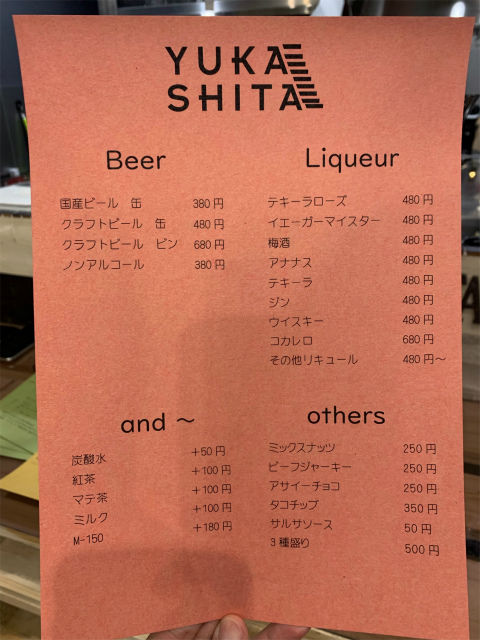 YUKA
SHITA
Beer
国産ビール 缶 380円
クラフトビール 缶 480円
クラフトビール ビン 680円
ノンアルコール 380円
Liqueur
テキーラローズ 480円
イエーガーマイスター 480円
梅酒 480円
アナナス 480円
テキーラ 480円
ジン 480円
ウイスキー 480円
コカレロ 680円
その他リキュール 480円〜
and 〜
炭酸水 +50円
紅茶 +100円
マテ茶 +100円
ミルク +100円
M-150 +180円
others
ミックスナッツ 250円
ビーフジャーキー 250円
アサイーチョコ 250円
タコチップ 350円
サルサソース 50円
3種盛り 500円